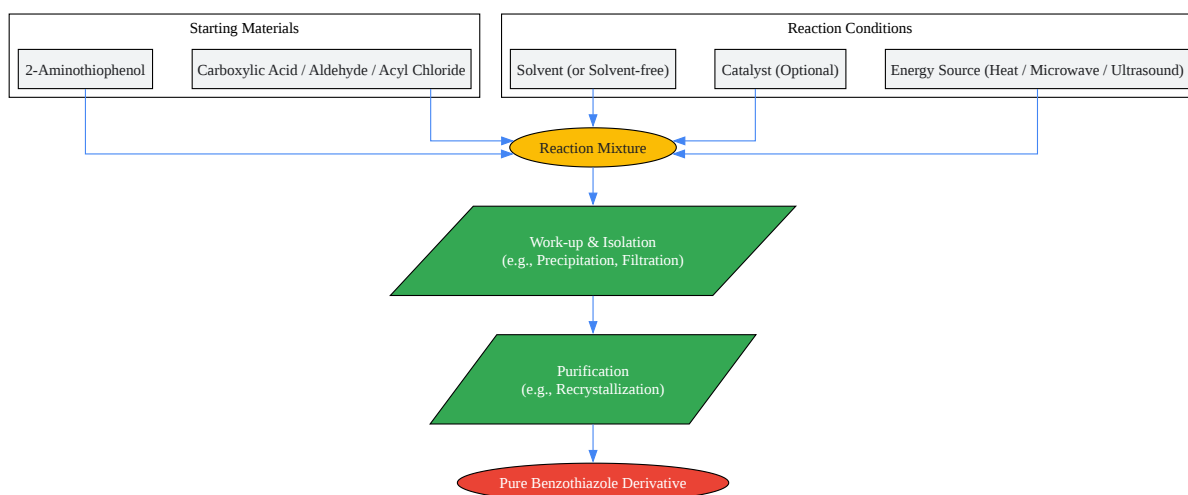 Starting Materials
Reaction Conditions
2-Aminothiophenol
Carboxylic Acid / Aldehyde / Acyl Chloride
Solvent (or Solvent-free)
Catalyst (Optional)
Energy Source (Heat / Microwave / Ultrasound)
Reaction Mixture
Work-up & Isolation
(e.g., Precipitation, Filtration)
Purification
(e.g., Recrystallization)
Pure Benzothiazole Derivative